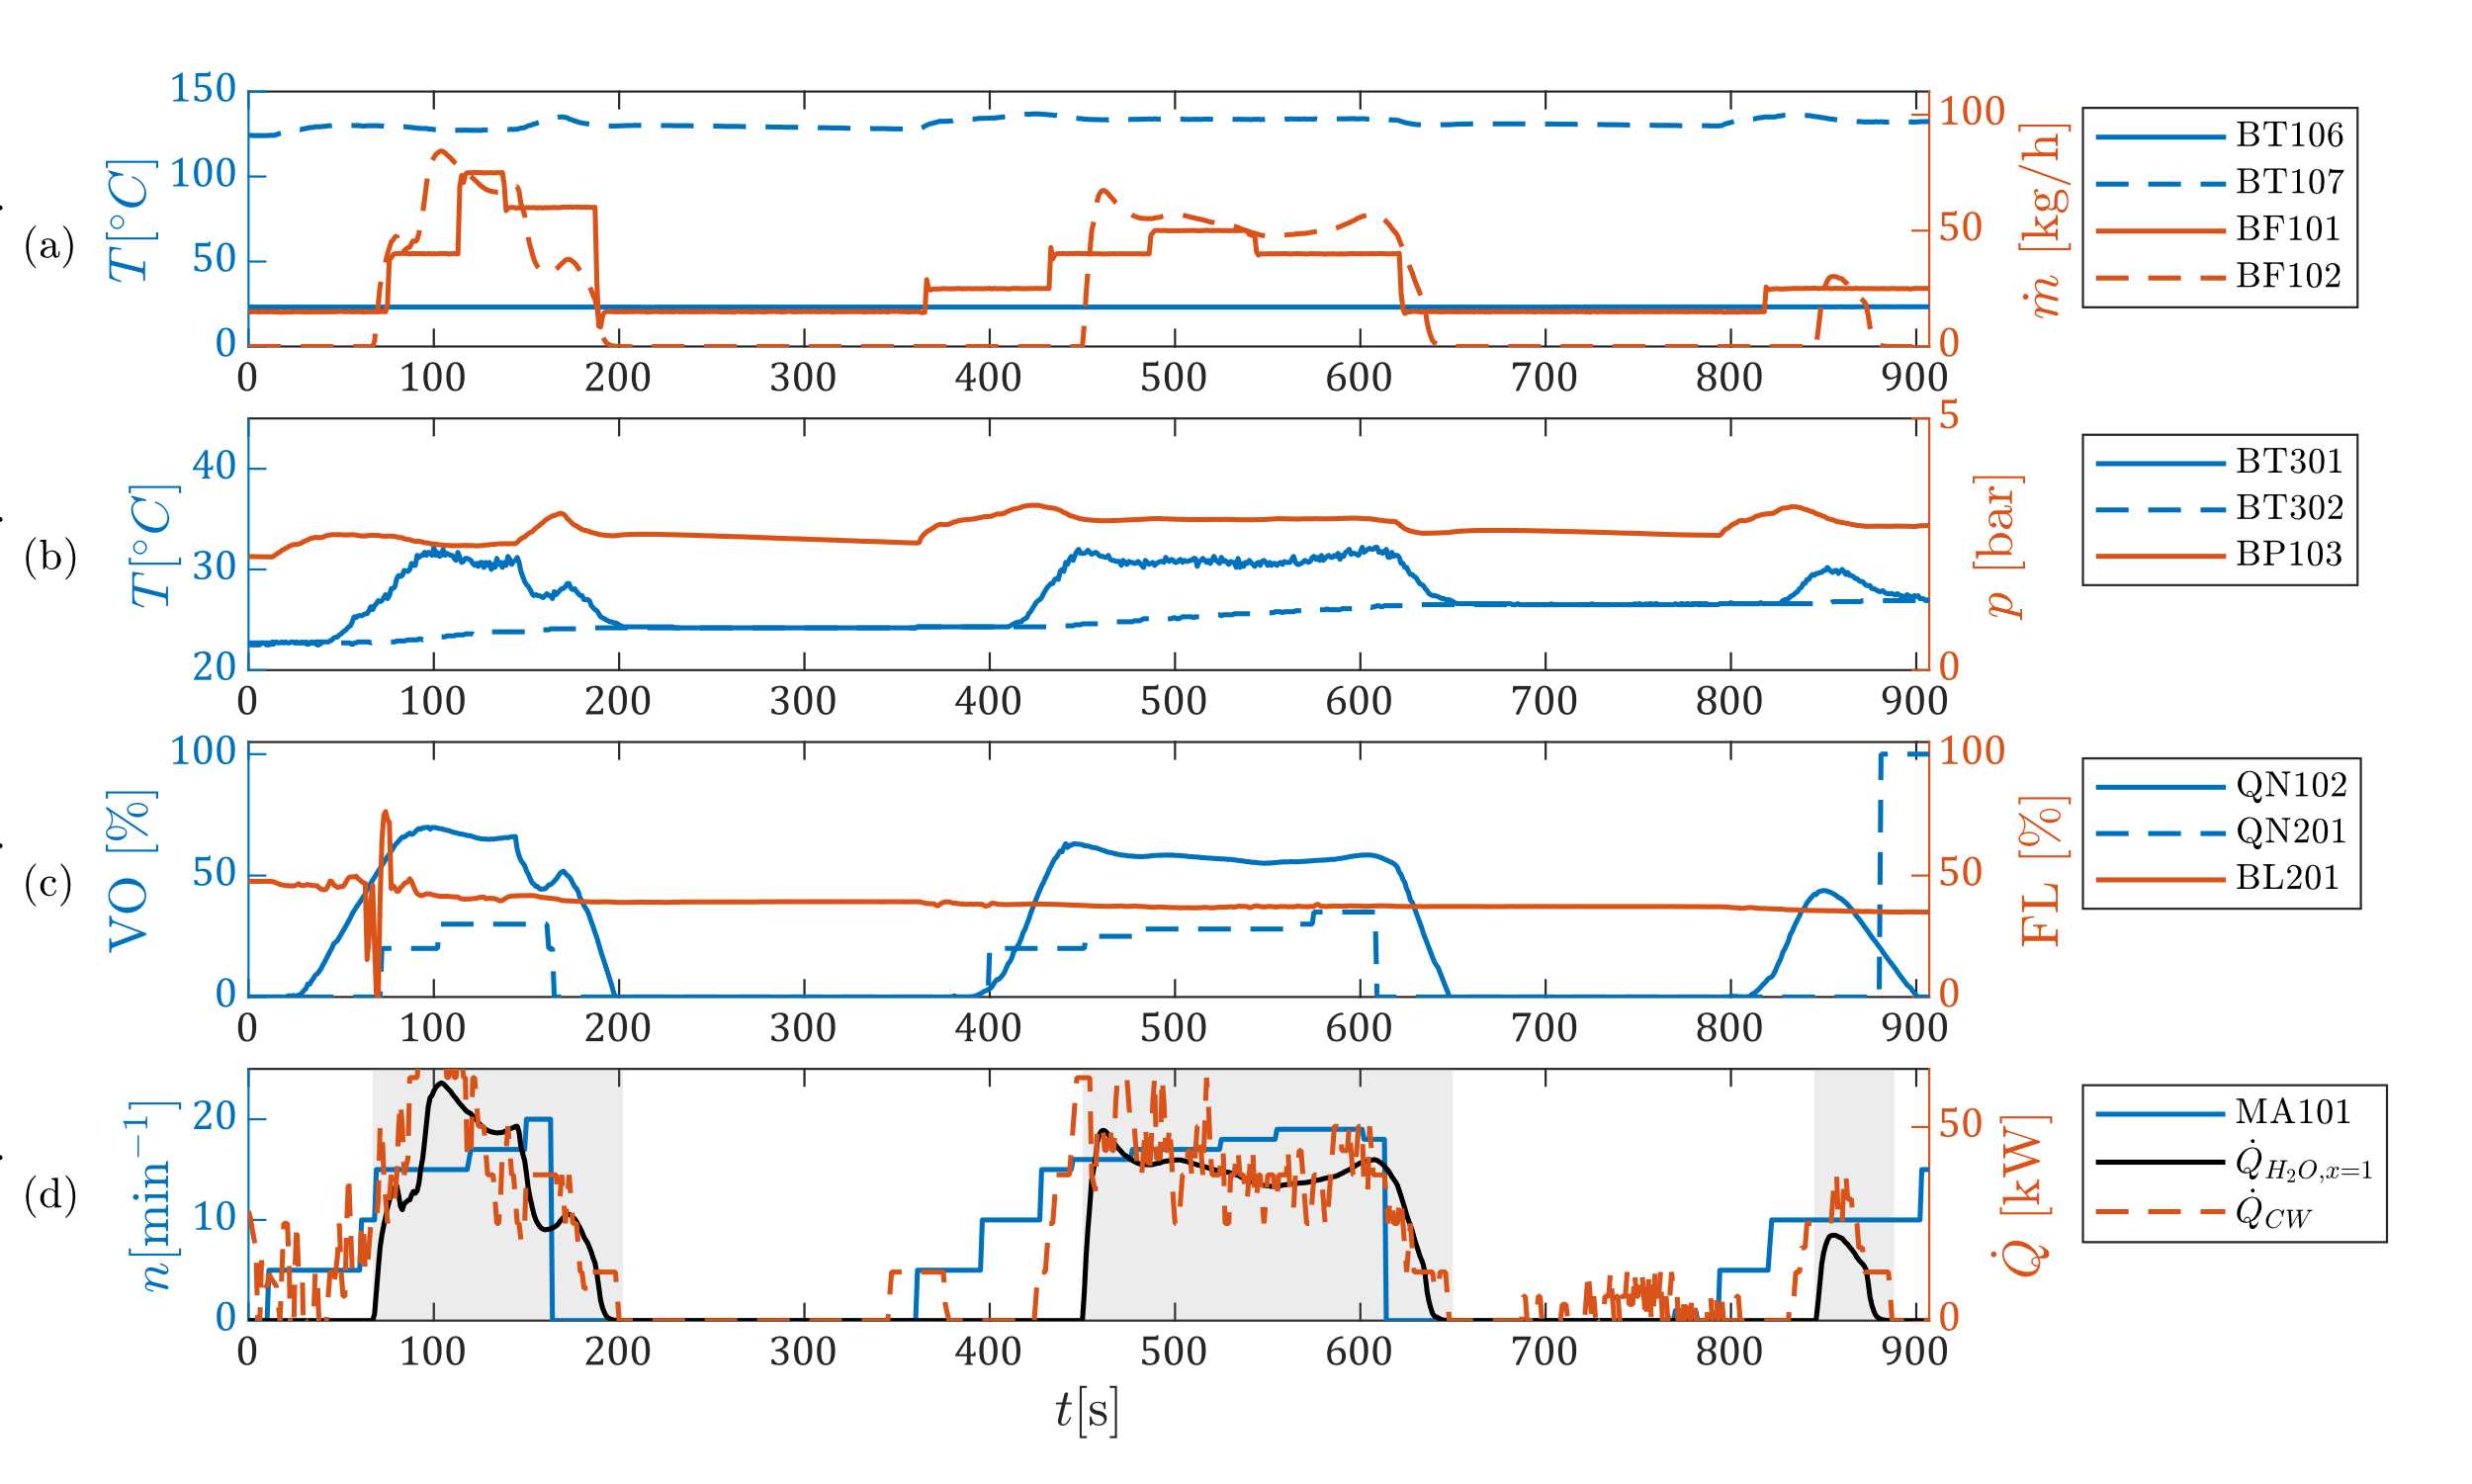 (a)
T[°C]
150
100
50
0
0 100 200 300 400 500 600 700 800 900
100
50
0
ṁ [kg/h]
BT106
BT107
BF101
BF102
(b)
T[°C]
40
30
20
0 100 200 300 400 500 600 700 800 900
5
0
p [bar]
BT301
BT302
BP103
(c)
VO [%]
100
50
0
0 100 200 300 400 500 600 700 800 900
100
50
0
FL [%]
QN102
QN201
BL201
(d)
n[min⁻¹]
20
10
0
0 100 200 300 400 500 600 700 800 900
50
0
Q̇ [kW]
MA101
Q̇_{H₂O,x=1}
Q̇_{CW}
t[s]